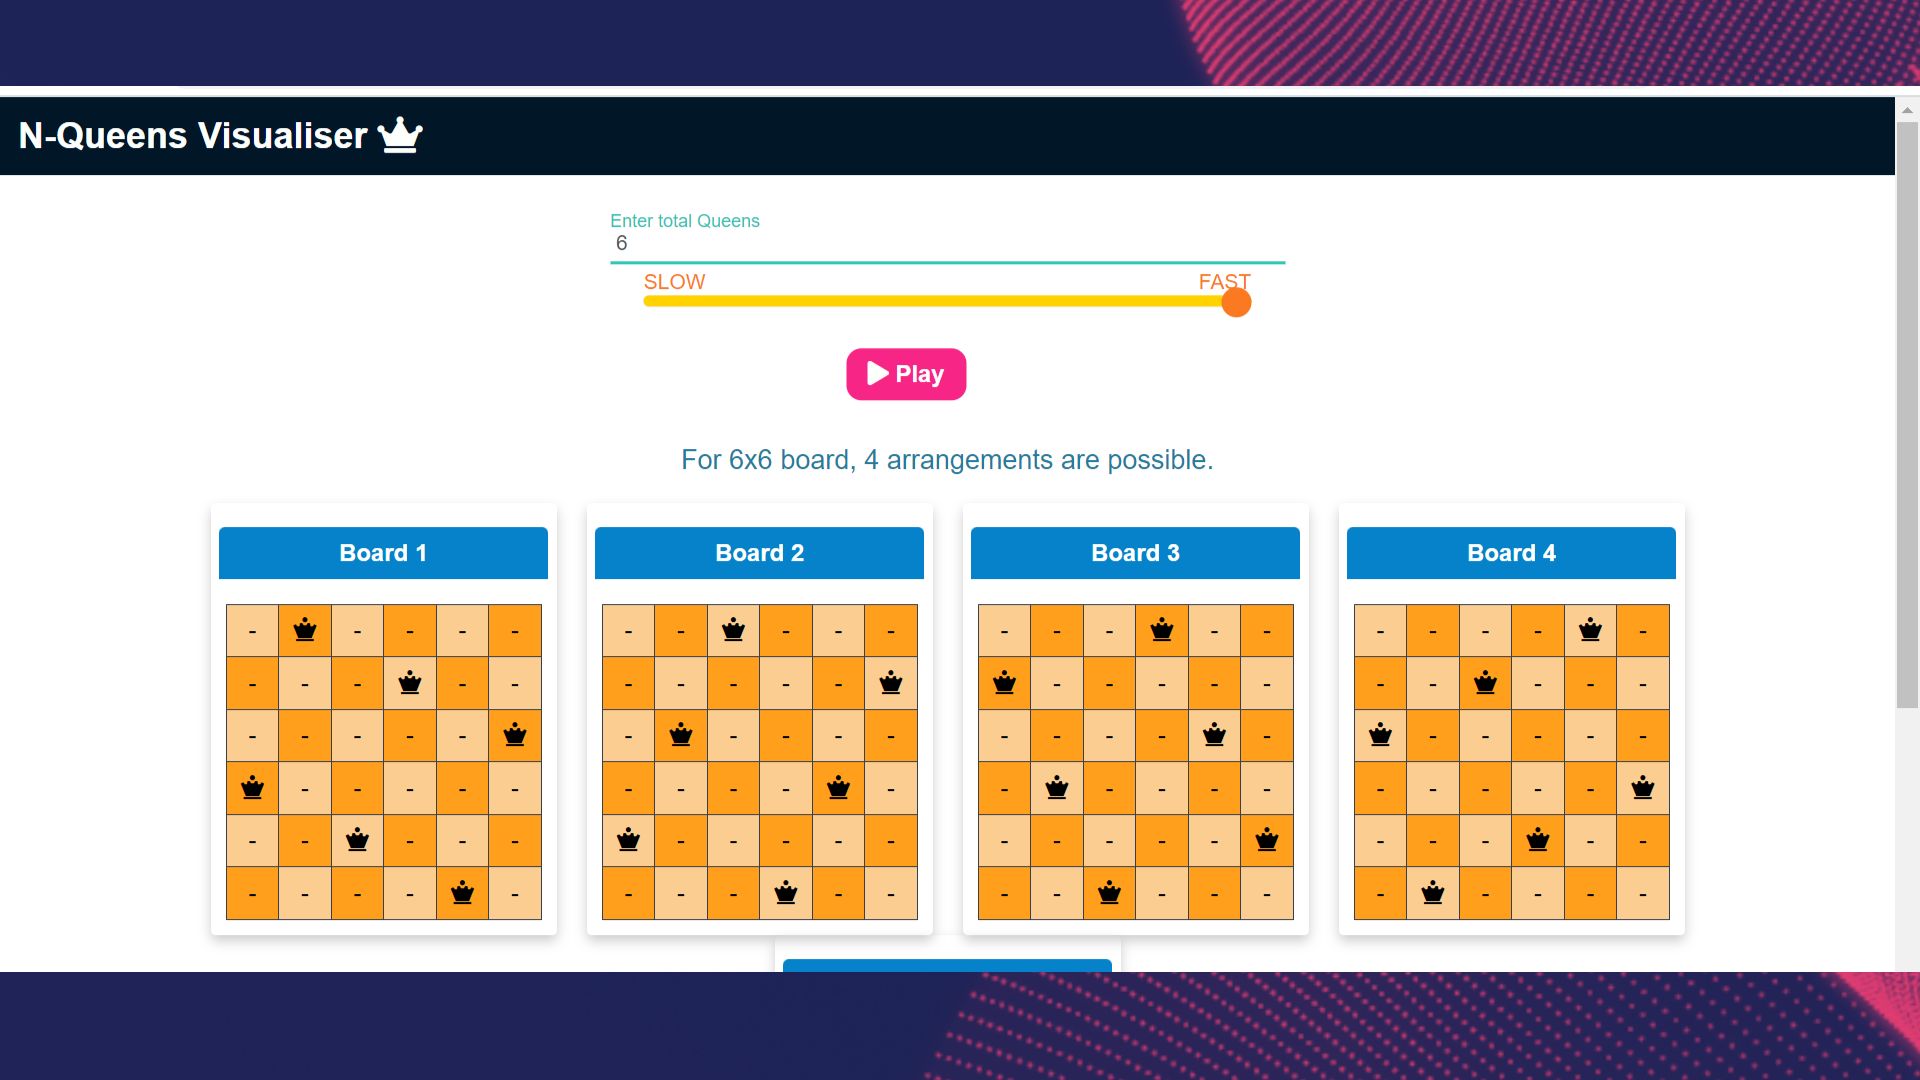 N-Queens Visualiser
Enter total Queens
6
SLOW FAST
Play
For 6x6 board, 4 arrangements are possible.
Board 1 Board 2 Board 3 Board 4
- - - - - - - - - - - - - - - - - - - -
- - - - - - - - - - - - - - - - - - - -
- - - - - - - - - - - - - - - - - - - -
- - - - - - - - - - - - - - - - - - - -
- - - - - - - - - - - - - - - - - - - -
- - - - - - - - - - - - - - - - - - - -